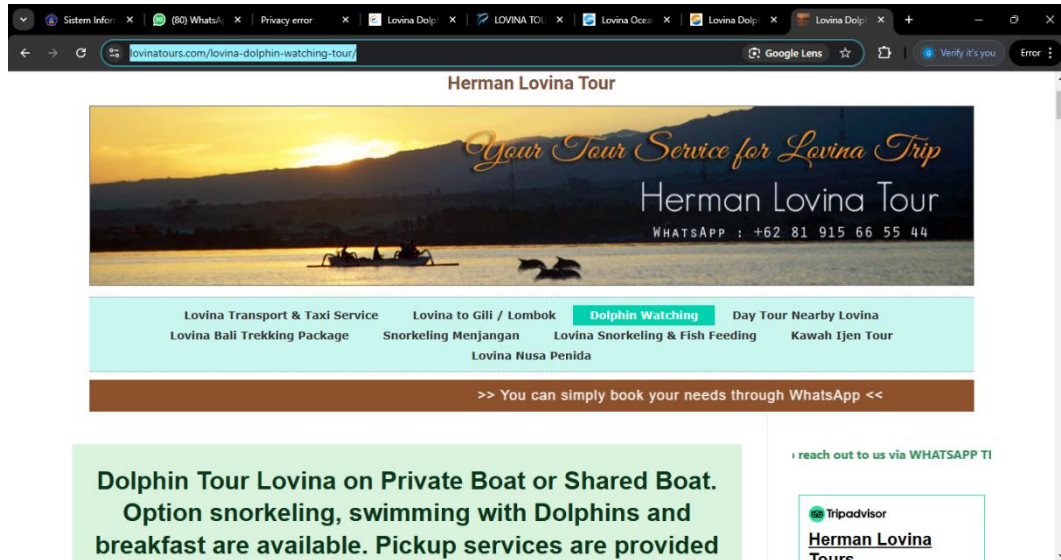 Sistem Inform
(80) WhatsA
Privacy error
Lovina Dolp
LOVINA TOU
Lovina Ocea
Lovina Dolp
Lovina Dolp
lovinatours.com/lovina-dolphin-watching-tour/
Google Lens
Verify it's you
Error
Herman Lovina Tour
Your Tour Service for Lovina Trip
Herman Lovina Tour
WHATSAPP : +62 81 915 66 55 44
Lovina Transport & Taxi Service Lovina to Gili / Lombok Dolphin Watching Day Tour Nearby Lovina
Lovina Bali Trekking Package Snorkeling Menjangan Lovina Snorkeling & Fish Feeding Kawah Ijen Tour
Lovina Nusa Penida
>> You can simply book your needs through WhatsApp <<
reach out to us via WHATSAPP
Dolphin Tour Lovina on Private Boat or Shared Boat.
Option snorkeling, swimming with Dolphins and
breakfast are available. Pickup services are provided
Tripadvisor
Herman Lovina
Tours